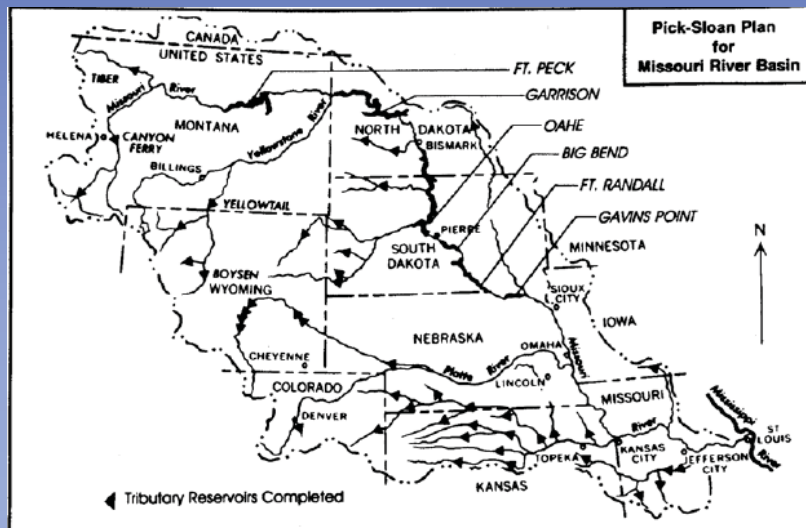 Pick-Sloan Plan
for
Missouri River Basin
CANADA
UNITED STATES
TIBER
Missouri River
FT. PECK
GARRISON
MONTANA
HELENA
CANYON
FERRY
Yellowstone River
NORTH DAKOTA
BISMARK
OAHE
BILLINGS
BIG BEND
YELLOWTAIL
FT. RANDALL
PIERRE
GAVINS POINT
N
SOUTH
DAKOTA
MINNESOTA
BOYSEN
WYOMING
SIOUX
CITY
IOWA
NEBRASKA
OMAHA
Missouri
CHEYENNE
Platte River
LINCOLN
COLORADO
MISSOURI
Mississippi
River
DENVER
River
ST
LOUIS
TOPEKA
KANSAS CITY
JEFFERSON
CITY
KANSAS
Tributary Reservoirs Completed